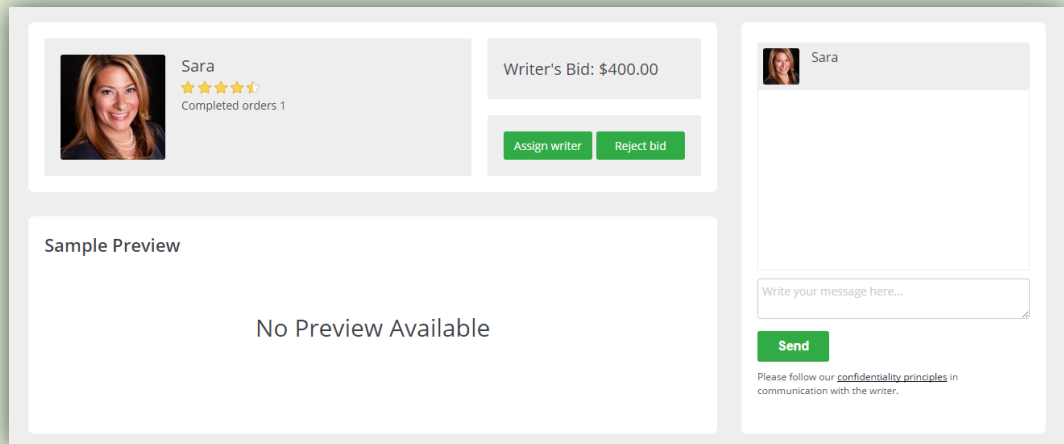 Sara
Completed orders 1
Writer's Bid: $400.00
Assign writer
Reject bid
Sample Preview
No Preview Available
Sara
Write your message here...
Send
Please follow our confidentiality principles in
communication with the writer.